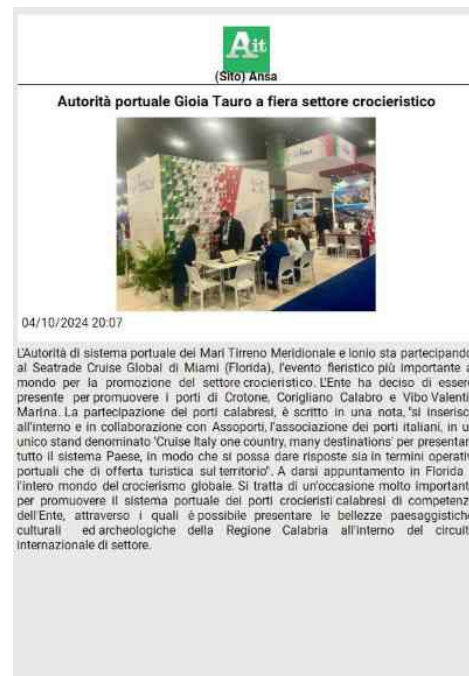 Ait
(Sito) Ansa
Autorità portuale Gioia Tauro a fiera settore crocieristico
04/10/2024 20:07
L'Autorità di sistema portuale dei Mari Tirreno Meridionale e Ionio sta partecipando
al Seatrade Cruise Global di Miami (Florida), l'evento fieristico più importante a
mondo per la promozione del settore crocieristico. L'Ente ha deciso di esser
presente per promuovere i porti di Crotone, Corigliano Calabro e Vibo Valenti
Marina. La partecipazione dei porti calabresi, è scritto in una nota, "si inserisc
all'interno e in collaborazione con Assoporti, l'associazione dei porti italiani, in u
unico stand denominato 'Cruise Italy one country, many destinations' per presentar
tutto il sistema Paese, in modo che si possa dare risposte sia in termini operativ
portuali che di offerta turistica sul territorio". A darsi appuntamento in Florida
l'intero mondo del crocierismo globale. Si tratta di un'occasione molto important
per promuovere il sistema portuale dei porti crocieristi calabresi di competenz
dell'Ente, attraverso i quali è possibile presentare le bellezze paesaggistich
culturali ed archeologiche della Regione Calabria all'interno del circuit
internazionale di settore.